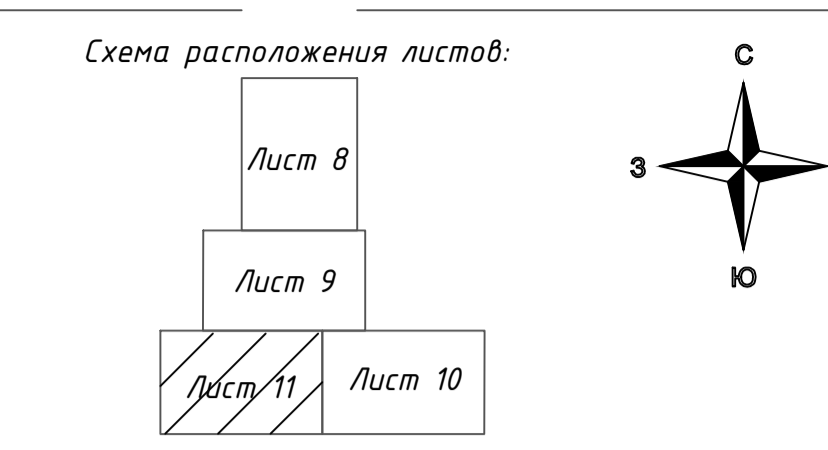 Схема расположения листов:
С
Лист 8
З
Лист 9
Ю
Лист 11
Лист 10